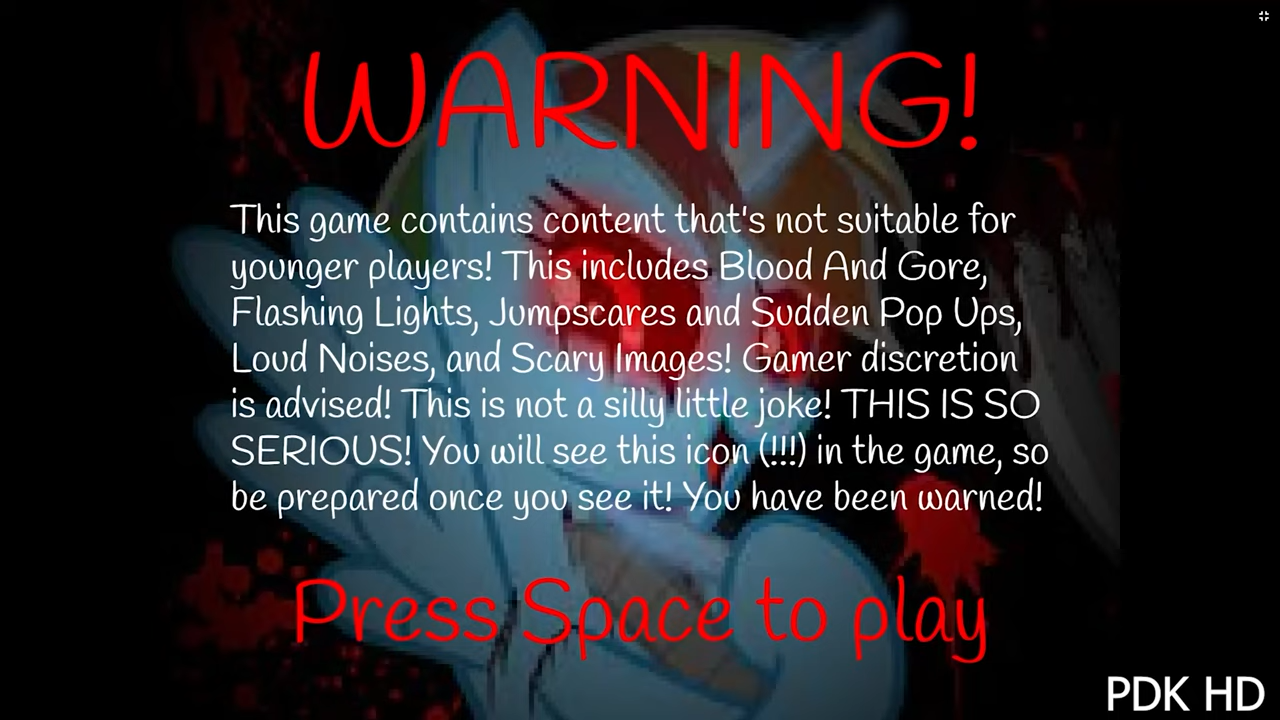 WARNING!
This game contains content that's not suitable for
younger players! This includes Blood And Gore,
Flashing Lights, Jumpscares and Sudden Pop Ups,
Loud Noises, and Scary Images! Gamer discretion
is advised! This is not a silly little joke! THIS IS SO
SERIOUS! You will see this icon (!!!) in the game, so
be prepared once you see it! You have been warned!
Press Space to play
PDK HD